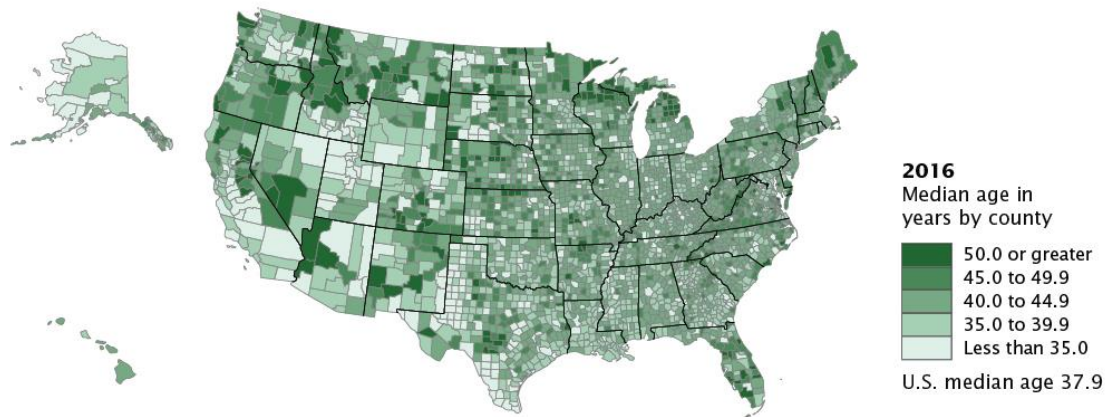 2016
Median age in
years by county
50.0 or greater
45.0 to 49.9
40.0 to 44.9
35.0 to 39.9
Less than 35.0
U.S. median age 37.9